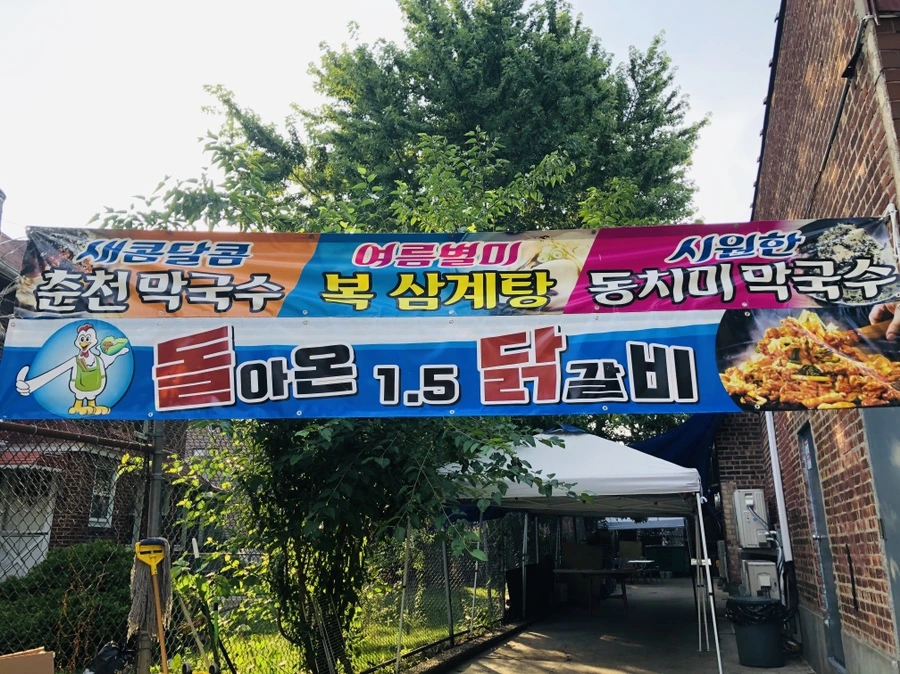 새콤달콤
춘천 막국수
여름별미
복 삼계탕
시원한
동치미 막국수
돌아온 1.5 닭갈비